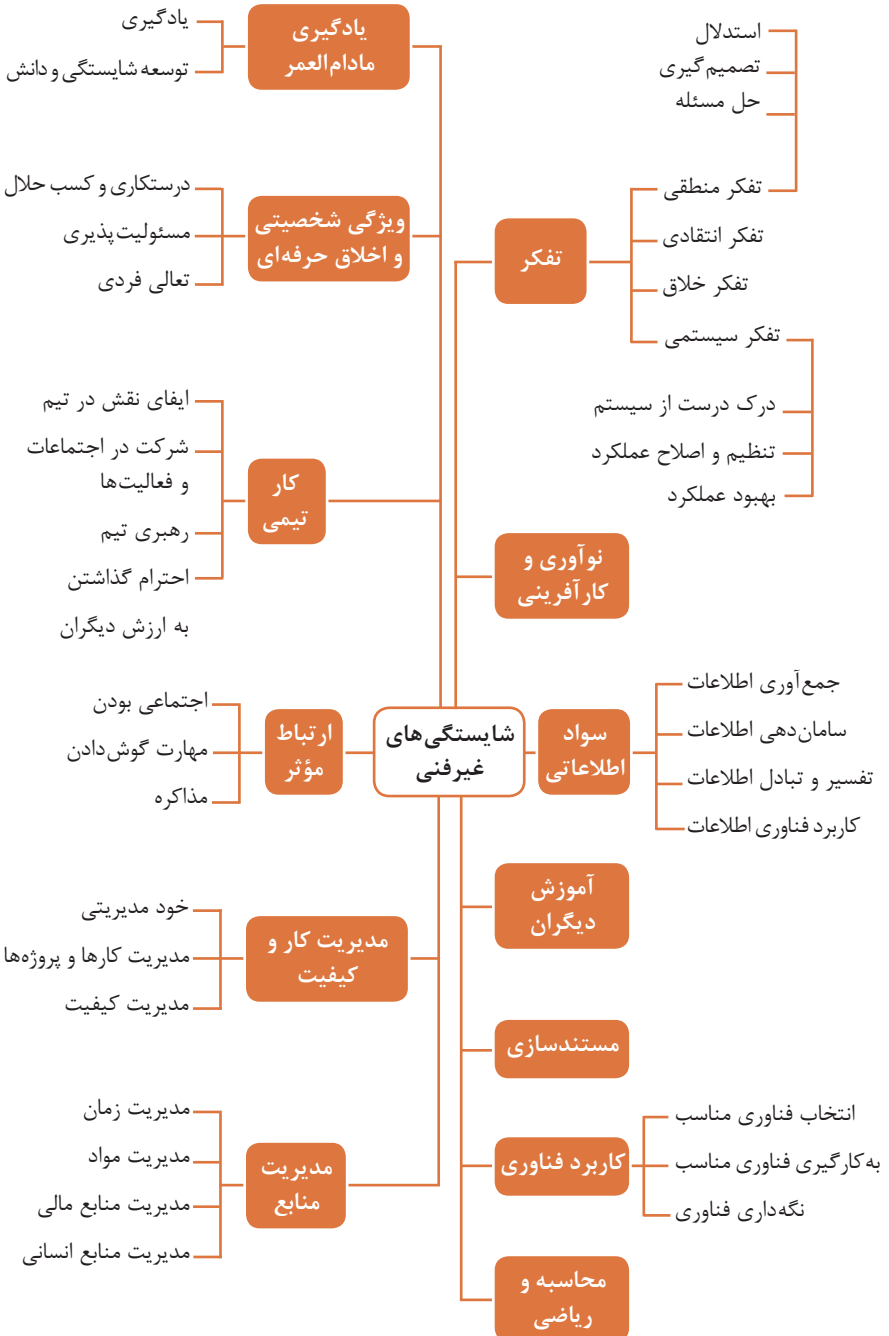 شایستگی‌های
غیرفنی
تفکر
استدلال
تصمیم‌گیری
حل مسئله
تفکر منطقی
تفکر انتقادی
تفکر خلاق
تفکر سیستمی
درک درست از سیستم
تنظیم و اصلاح عملکرد
بهبود عملکرد
نوآوری و
کارآفرینی
سواد
اطلاعاتی
جمع‌آوری اطلاعات
سامان‌دهی اطلاعات
تفسیر و تبادل اطلاعات
کاربرد فناوری اطلاعات
آموزش
دیگران
مستندسازی
کاربرد فناوری
انتخاب فناوری مناسب
به‌کارگیری فناوری مناسب
نگه‌داری فناوری
محاسبه و
ریاضی
یادگیری
مادام‌العمر
یادگیری
توسعه شایستگی و دانش
ویژگی شخصیتی
و اخلاق حرفه‌ای
درستکاری و کسب حلال
مسئولیت‌پذیری
تعالی فردی
کار
تیمی
ایفای نقش در تیم
شرکت در اجتماعات
و فعالیت‌ها
رهبری تیم
احترام گذاشتن
به ارزش دیگران
ارتباط
مؤثر
اجتماعی بودن
مهارت گوش‌دادن
مذاکره
مدیریت کار و
کیفیت
خود مدیریتی
مدیریت کارها و پروژه‌ها
مدیریت کیفیت
مدیریت
منابع
مدیریت زمان
مدیریت مواد
مدیریت منابع مالی
مدیریت منابع انسانی